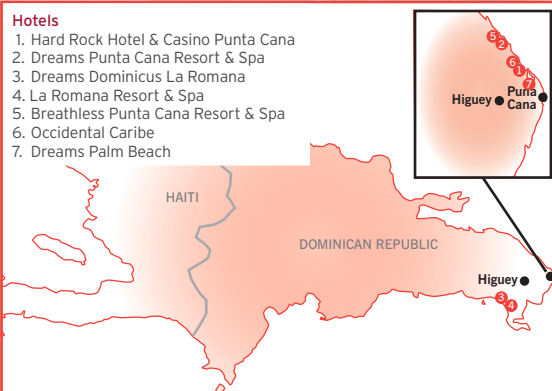 Hotels
1. Hard Rock Hotel & Casino Punta Cana
2. Dreams Punta Cana Resort & Spa
3. Dreams Dominicus La Romana
4. La Romana Resort & Spa
5. Breathless Punta Cana Resort & Spa
6. Occidental Caribe
7. Dreams Palm Beach
5
2
6
1
7
Higuey
Puna
Cana
HAITI
DOMINICAN REPUBLIC
Higuey
3
4